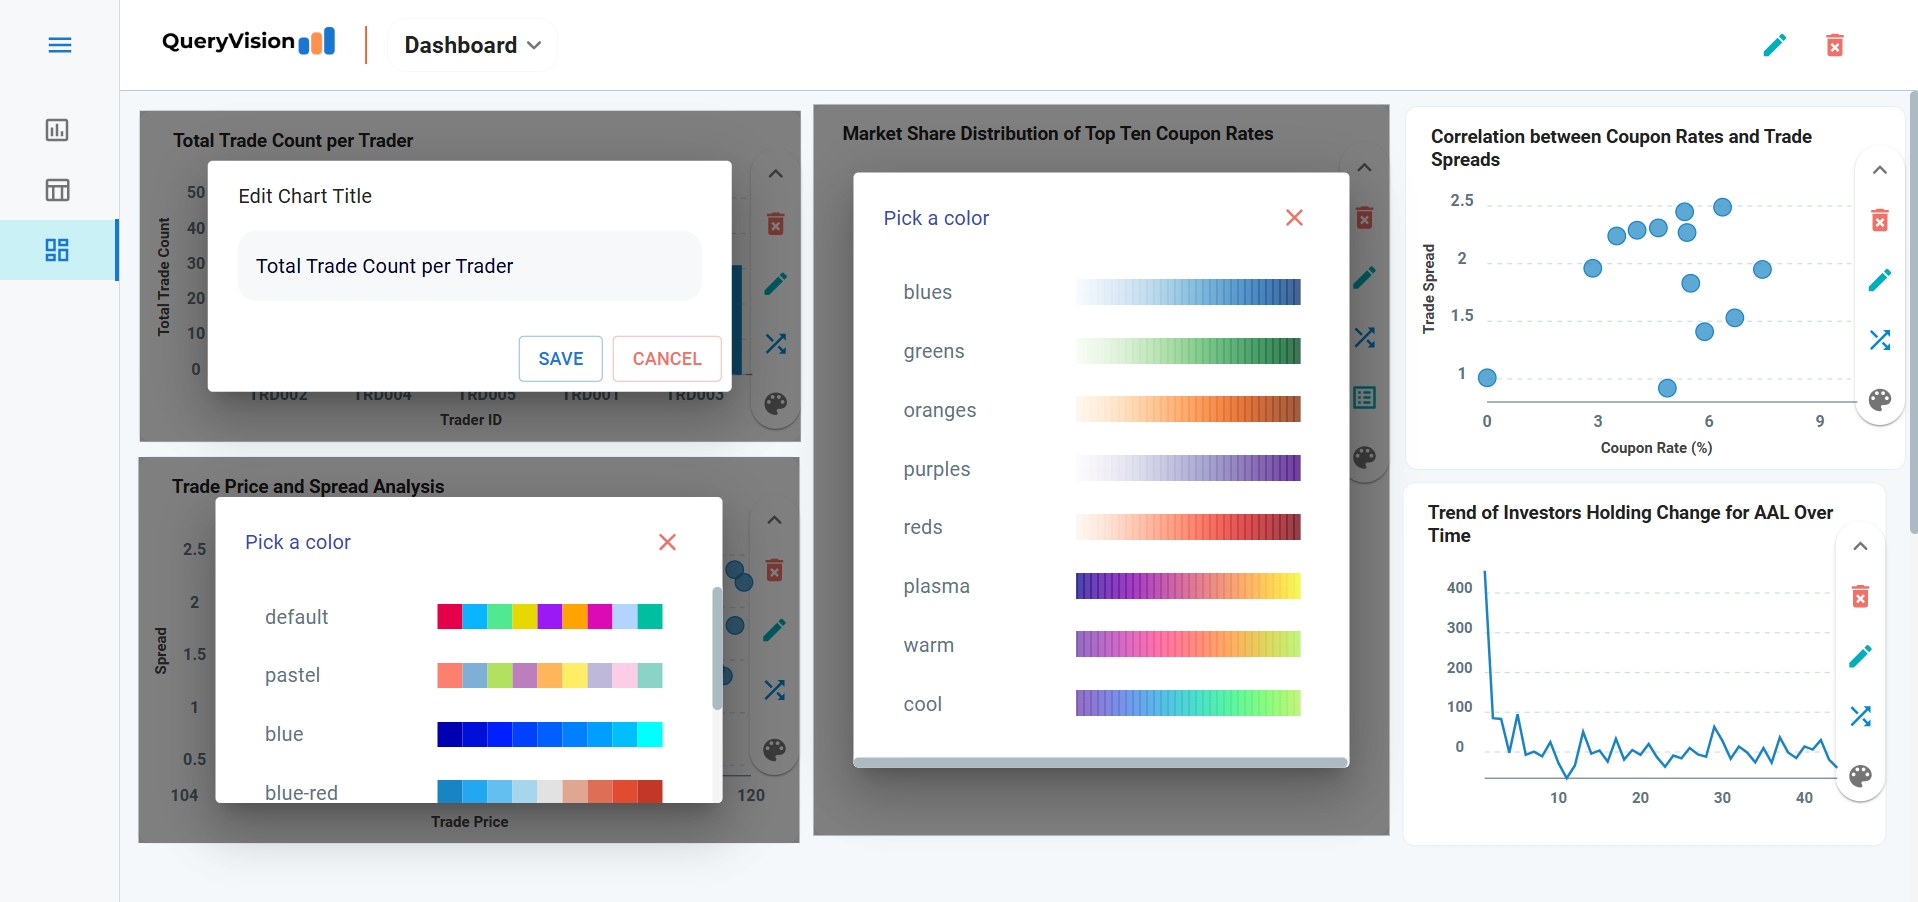 QueryVision
Dashboard
Total Trade Count per Trader
Edit Chart Title
Total Trade Count per Trader
SAVE
CANCEL
50
40
30
20
10
0
Total Trade Count
TRD002
TRD004
TRD005
TRD001
TRD003
Trader ID
Market Share Distribution of Top Ten Coupon Rates
Pick a color
blues
greens
oranges
purples
reds
plasma
warm
cool
Correlation between Coupon Rates and Trade
Spreads
2.5
2
1.5
1
Trade Spread
0
3
6
9
Coupon Rate (%)
Trade Price and Spread Analysis
Pick a color
default
pastel
blue
blue-red
2.5
2
1.5
1
0.5
Spread
104
120
Trade Price
Trend of Investors Holding Change for AAL Over
Time
400
300
200
100
0
10
20
30
40